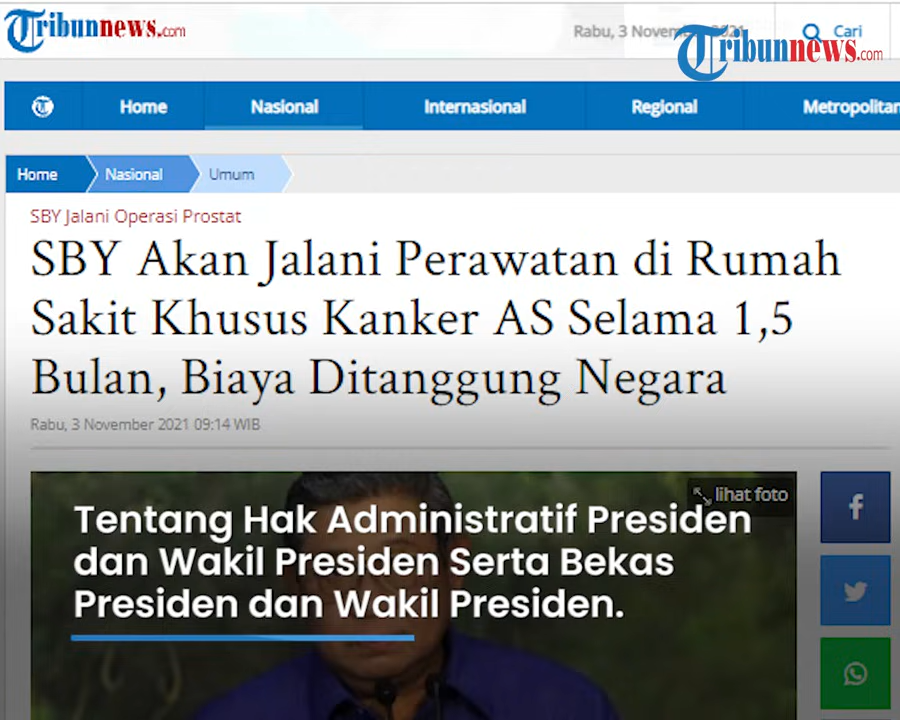 Tribunnews.com
Rabu, 3 November 2021
Cari
Tribunnews.com
Home
Nasional
Internasional
Regional
Metropolitan
Home
Nasional
Umum
SBY Jalani Operasi Prostat
SBY Akan Jalani Perawatan di Rumah
Sakit Khusus Kanker AS Selama 1,5
Bulan, Biaya Ditanggung Negara
Rabu, 3 November 2021 09:14 WIB
lihat foto
Tentang Hak Administratif Presiden
dan Wakil Presiden Serta Bekas
Presiden dan Wakil Presiden.